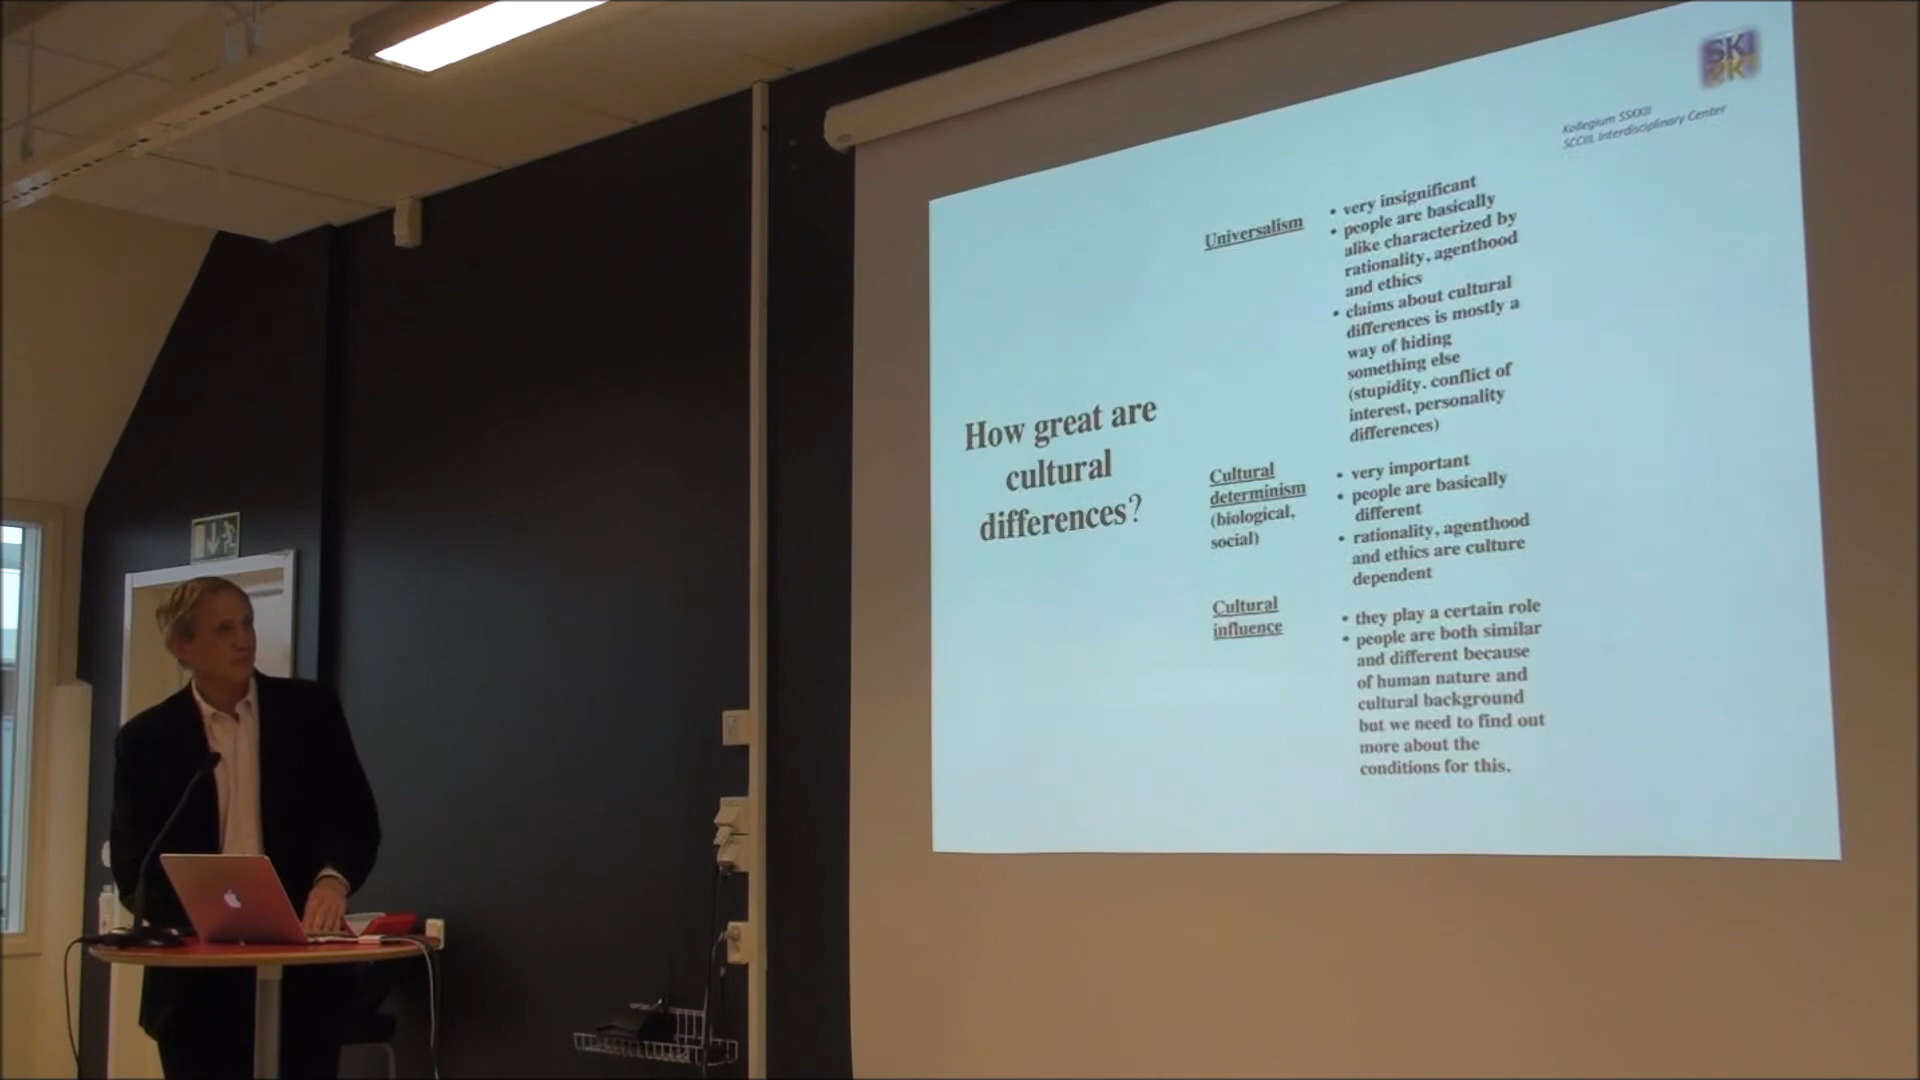 SKI
Kollegium SSKKII
SCCIIL Interdisciplinary Center
How great are
cultural
differences?
Universalism
• very insignificant
• people are basically
alike characterized by
rationality, agenthood
and ethics
• claims about cultural
differences is mostly a
way of hiding
something else
(stupidity, conflict of
interest, personality
differences)
Cultural
determinism
(biological,
social)
• very important
• people are basically
different
• rationality, agenthood
and ethics are culture
dependent
Cultural
influence
• they play a certain role
• people are both similar
and different because
of human nature and
cultural background
but we need to find out
more about the
conditions for this.